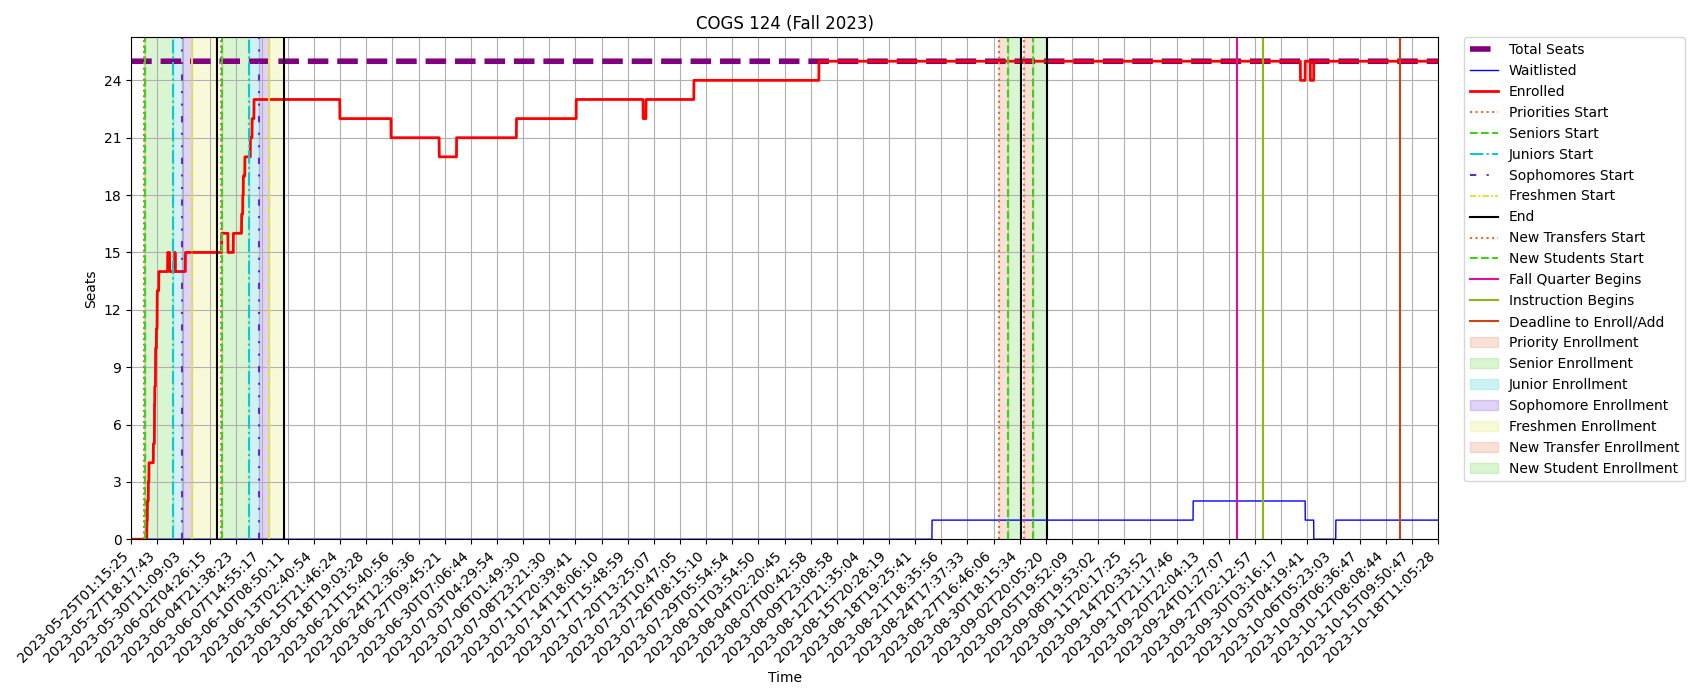 COGS 124 (Fall 2023)
Seats
24
21
18
15
12
9
6
3
0
2023-05-25T01:15:25
2023-05-27T18:17:43
2023-05-30T11:09:03
2023-06-02T04:26:15
2023-06-04T21:38:23
2023-06-07T14:55:17
2023-06-10T08:50:11
2023-06-13T02:40:54
2023-06-15T21:46:24
2023-06-18T19:03:28
2023-06-21T15:40:56
2023-06-24T12:36:36
2023-06-27T09:45:21
2023-06-30T07:06:44
2023-07-03T04:29:54
2023-07-06T01:49:30
2023-07-08T23:21:30
2023-07-11T20:39:41
2023-07-14T18:06:10
2023-07-17T15:48:59
2023-07-20T13:25:07
2023-07-23T10:47:05
2023-07-26T08:15:10
2023-07-29T05:54:54
2023-08-01T03:54:50
2023-08-04T02:20:45
2023-08-07T00:42:58
2023-08-09T23:08:58
2023-08-12T21:35:04
2023-08-15T20:28:19
2023-08-18T19:25:41
2023-08-21T18:35:56
2023-08-24T17:37:33
2023-08-27T16:46:06
2023-08-30T18:15:34
2023-09-02T20:05:20
2023-09-05T19:52:09
2023-09-08T19:53:02
2023-09-11T20:17:25
2023-09-14T20:33:52
2023-09-17T21:17:46
2023-09-20T22:04:13
2023-09-24T01:27:07
2023-09-27T02:12:57
2023-09-30T03:16:17
2023-10-03T04:19:41
2023-10-06T05:23:03
2023-10-09T06:36:47
2023-10-12T08:08:44
2023-10-15T09:50:47
2023-10-18T11:05:28
Time
Total Seats
Waitlisted
Enrolled
Priorities Start
Seniors Start
Juniors Start
Sophomores Start
Freshmen Start
End
New Transfers Start
New Students Start
Fall Quarter Begins
Instruction Begins
Deadline to Enroll/Add
Priority Enrollment
Senior Enrollment
Junior Enrollment
Sophomore Enrollment
Freshmen Enrollment
New Transfer Enrollment
New Student Enrollment